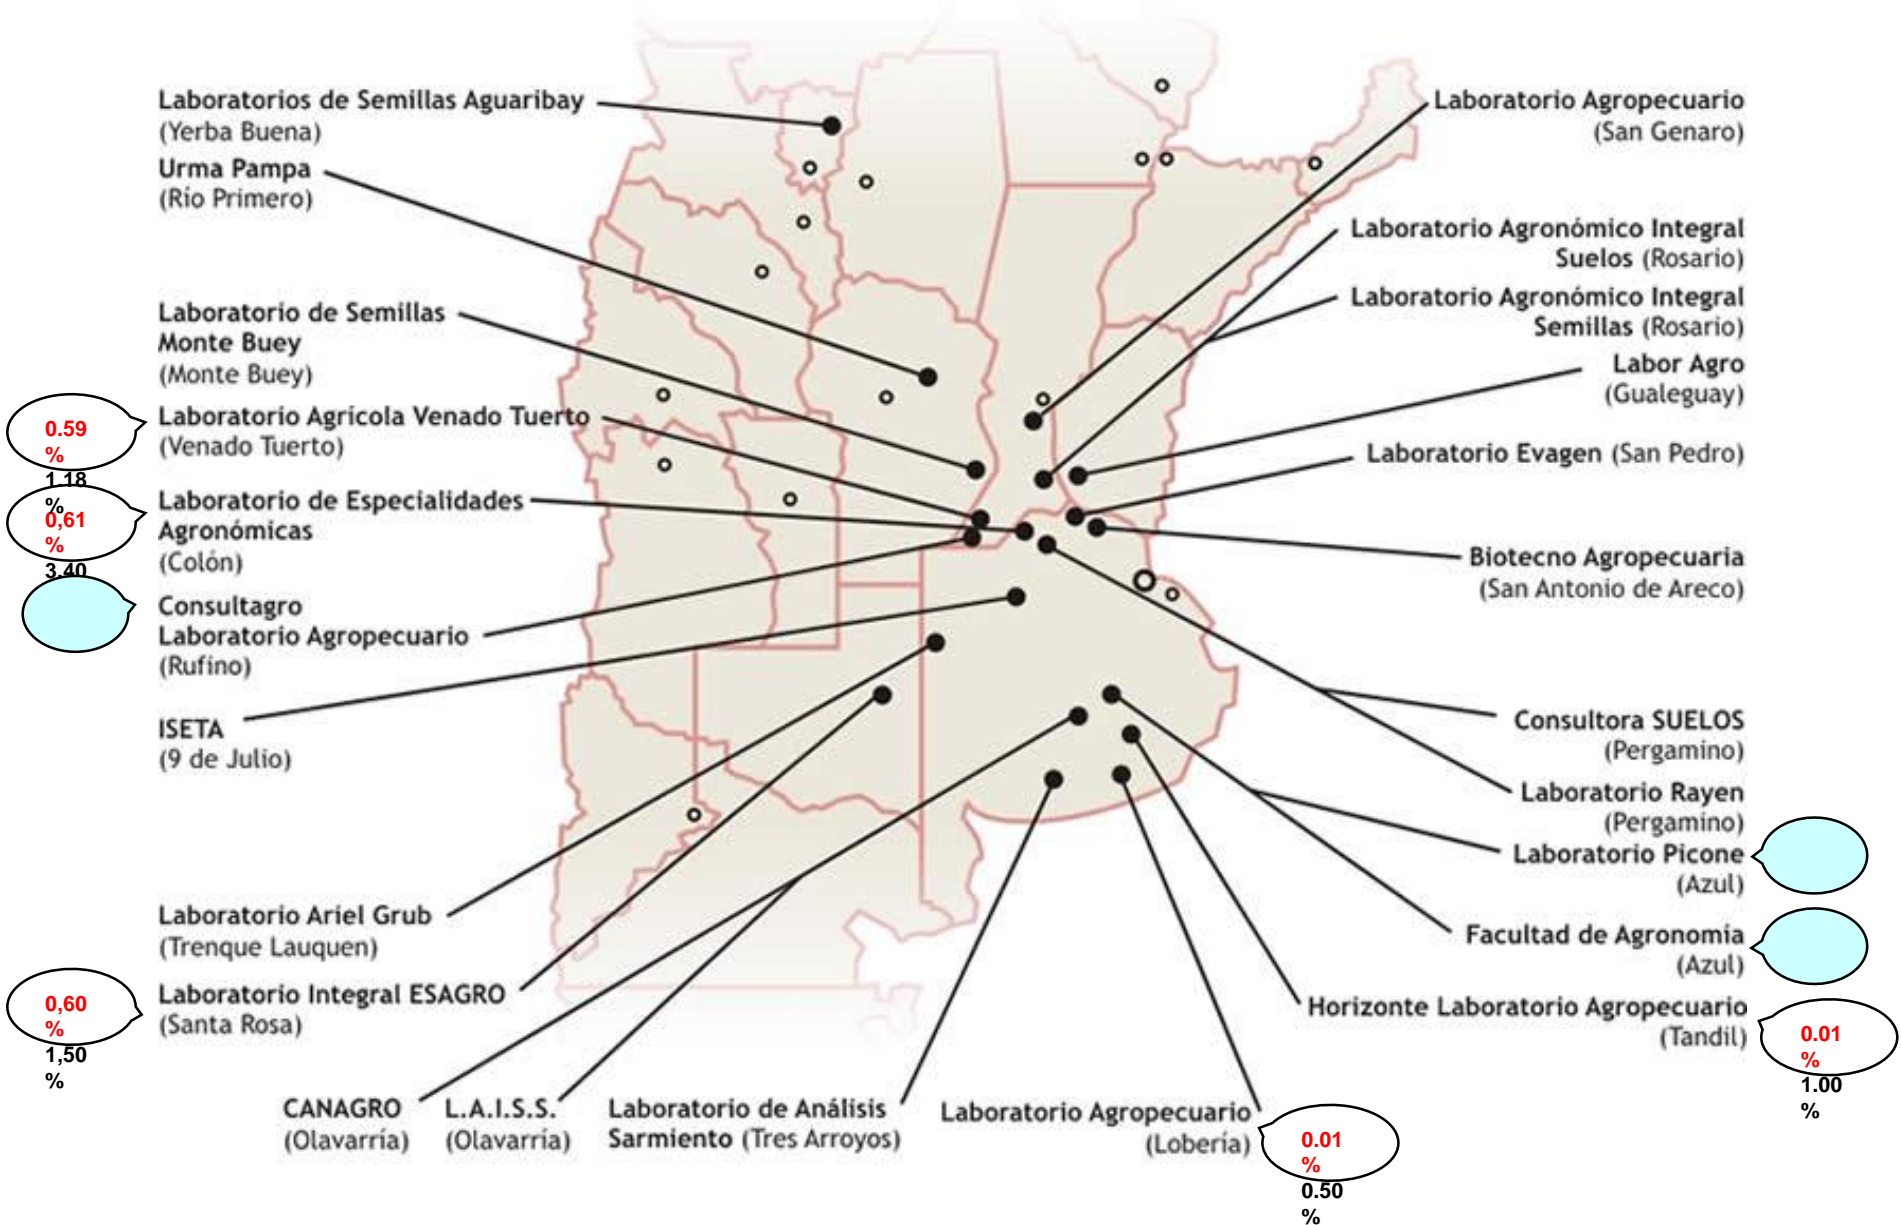 Laboratorios de Semillas Aguaribay
(Yerba Buena)
Urma Pampa
(Río Primero)
Laboratorio de Semillas
Monte Buey
(Monte Buey)
0.59
%
1.18
%
Laboratorio Agrícola Venado Tuerto
(Venado Tuerto)
0,61
%
3.40
Laboratorio de Especialidades
Agronómicas
(Colón)
Consultagro
Laboratorio Agropecuario
(Rufino)
ISETA
(9 de Julio)
Laboratorio Ariel Grub
(Trenque Lauquen)
0,60
%
1,50
%
Laboratorio Integral ESAGRO
(Santa Rosa)
CANAGRO
(Olavarría)
L.A.I.S.S.
(Olavarría)
Laboratorio de Análisis
Sarmiento (Tres Arroyos)
Laboratorio Agropecuario
(Lobería)
0.01
%
0.50
%
Laboratorio Agropecuario
(San Genaro)
Laboratorio Agronómico Integral
Suelos (Rosario)
Laboratorio Agronómico Integral
Semillas (Rosario)
Labor Agro
(Gualeguay)
Laboratorio Evagen (San Pedro)
Biotecno Agropecuaria
(San Antonio de Areco)
Consultora SUELOS
(Pergamino)
Laboratorio Rayen
(Pergamino)
Laboratorio Picone
(Azul)
Facultad de Agronomía
(Azul)
Horizonte Laboratorio Agropecuario
(Tandil)
0.01
%
1.00
%